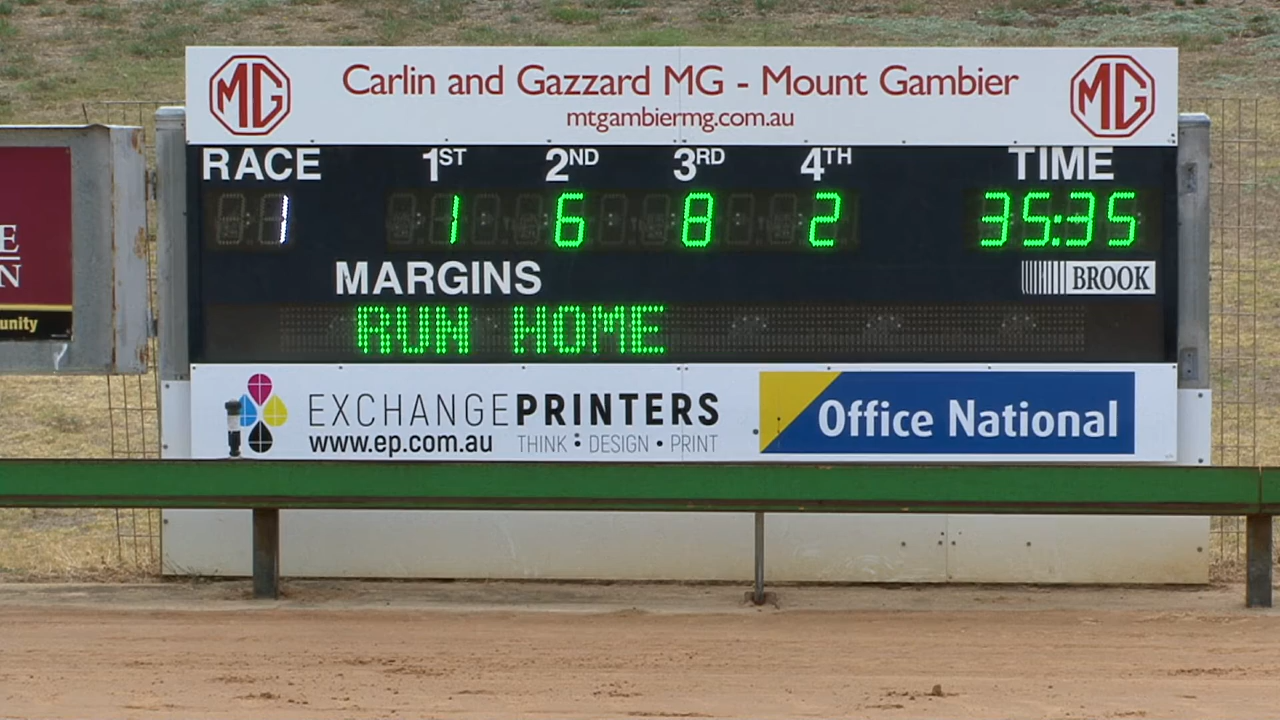 MG Carlin and Gazzard MG - Mount Gambier MG
mtgambiermg.com.au
RACE 1ST 2ND 3RD 4TH TIME
1 1 6 8 2 35:35
MARGINS BROOK
RUN HOME
E
N
unity
EXCHANGEPRINTERS
www.ep.com.au THINK : DESIGN • PRINT
Office National